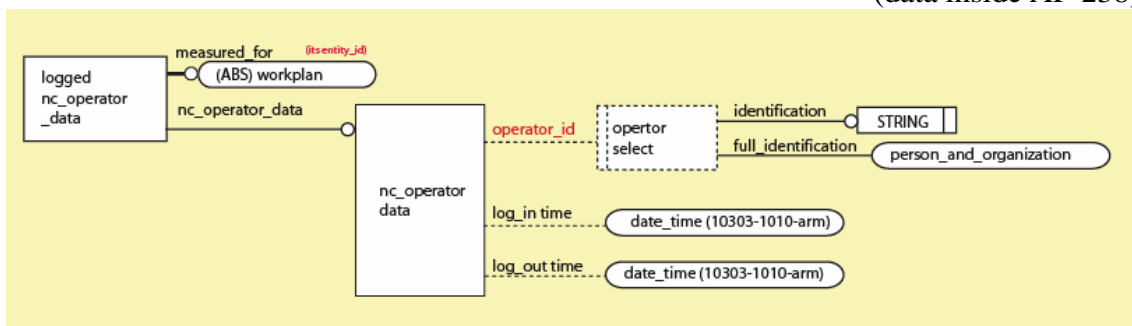 measured_for (itsentity_id)
logged
nc_operator
_data
(ABS) workplan
nc_operator_data
operator_id
opertor
select
identification
STRING
full_identification
person_and_organization
nc_operator
data
log_in time
date_time (10303-1010-arm)
log_out time
date_time (10303-1010-arm)